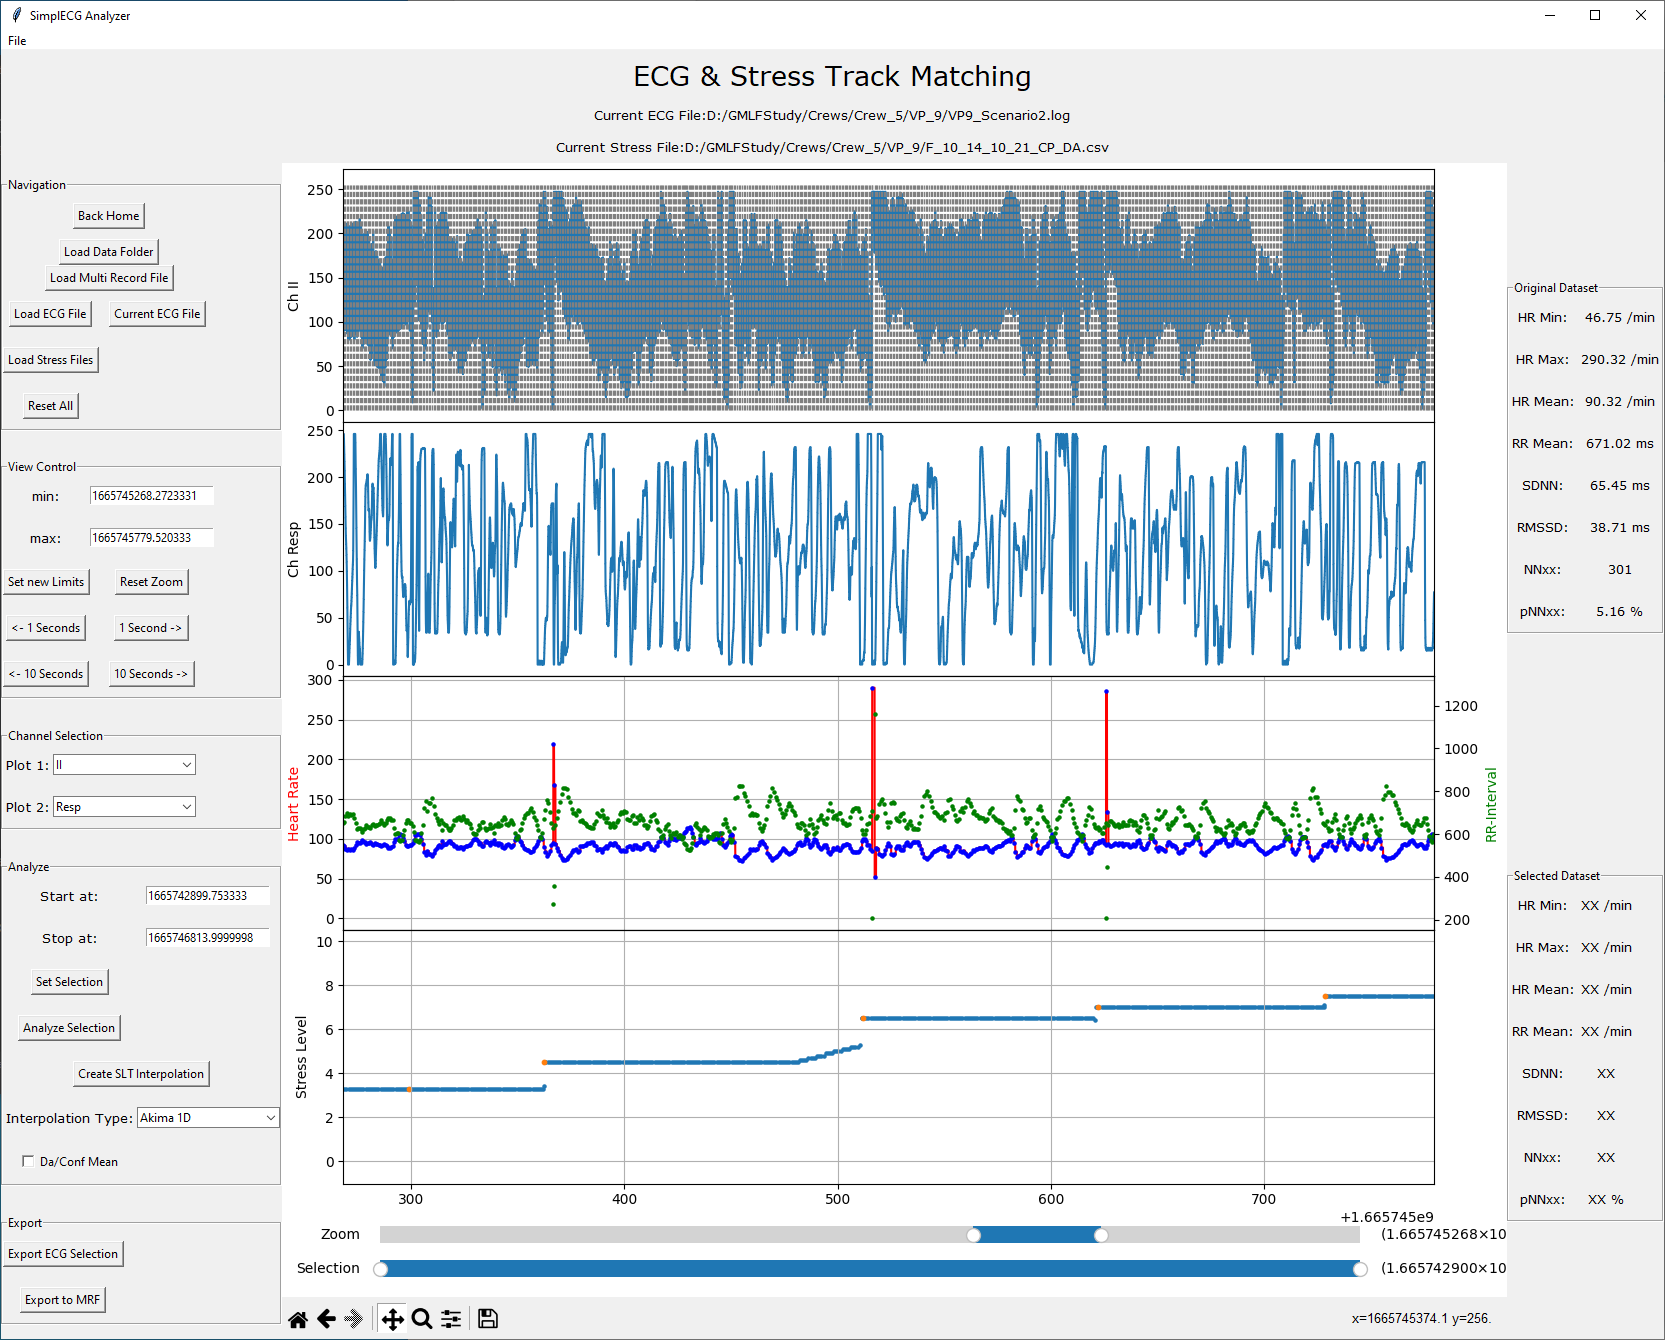 SimplECG Analyzer
File
ECG & Stress Track Matching
Current ECG File:D:/GMLFStudy/Crews/Crew_5/VP_9/VP9_Scenario2.log
Current Stress File:D:/GMLFStudy/Crews/Crew_5/VP_9/F_10_14_10_21_CP_DA.csv
Navigation
Back Home
Load Data Folder
Load Multi Record File
Load ECG File Current ECG File
Load Stress Files
Reset All
View Control
min: 1665745268.2723331
max: 1665745779.520333
Set new Limits Reset Zoom
<- 1 Seconds 1 Second ->
<- 10 Seconds 10 Seconds ->
Channel Selection
Plot 1: II
Plot 2: Resp
Analyze
Start at: 1665742899.753333
Stop at: 1665746813.9999998
Set Selection
Analyze Selection
Create SLT Interpolation
Interpolation Type: Akima 1D
Da/Conf Mean
Export
Export ECG Selection
Export to MRF
Ch II
250
200
150
100
50
0
Ch Resp
250
200
150
100
50
0
Heart Rate
300
250
200
150
100
50
0
RR-Interval
1200
1000
800
600
400
200
Stress Level
10
8
6
4
2
0
300 400 500 600 700
+1.665745e9
Zoom (1.665745268×10
Selection (1.665742900×10
x=1665745374.1 y=256.
Original Dataset
HR Min: 46.75 /min
HR Max: 290.32 /min
HR Mean: 90.32 /min
RR Mean: 671.02 ms
SDNN: 65.45 ms
RMSSD: 38.71 ms
NNxx: 301
pNNxx: 5.16 %
Selected Dataset
HR Min: XX /min
HR Max: XX /min
HR Mean: XX /min
RR Mean: XX /min
SDNN: XX
RMSSD: XX
NNxx: XX
pNNxx: XX %